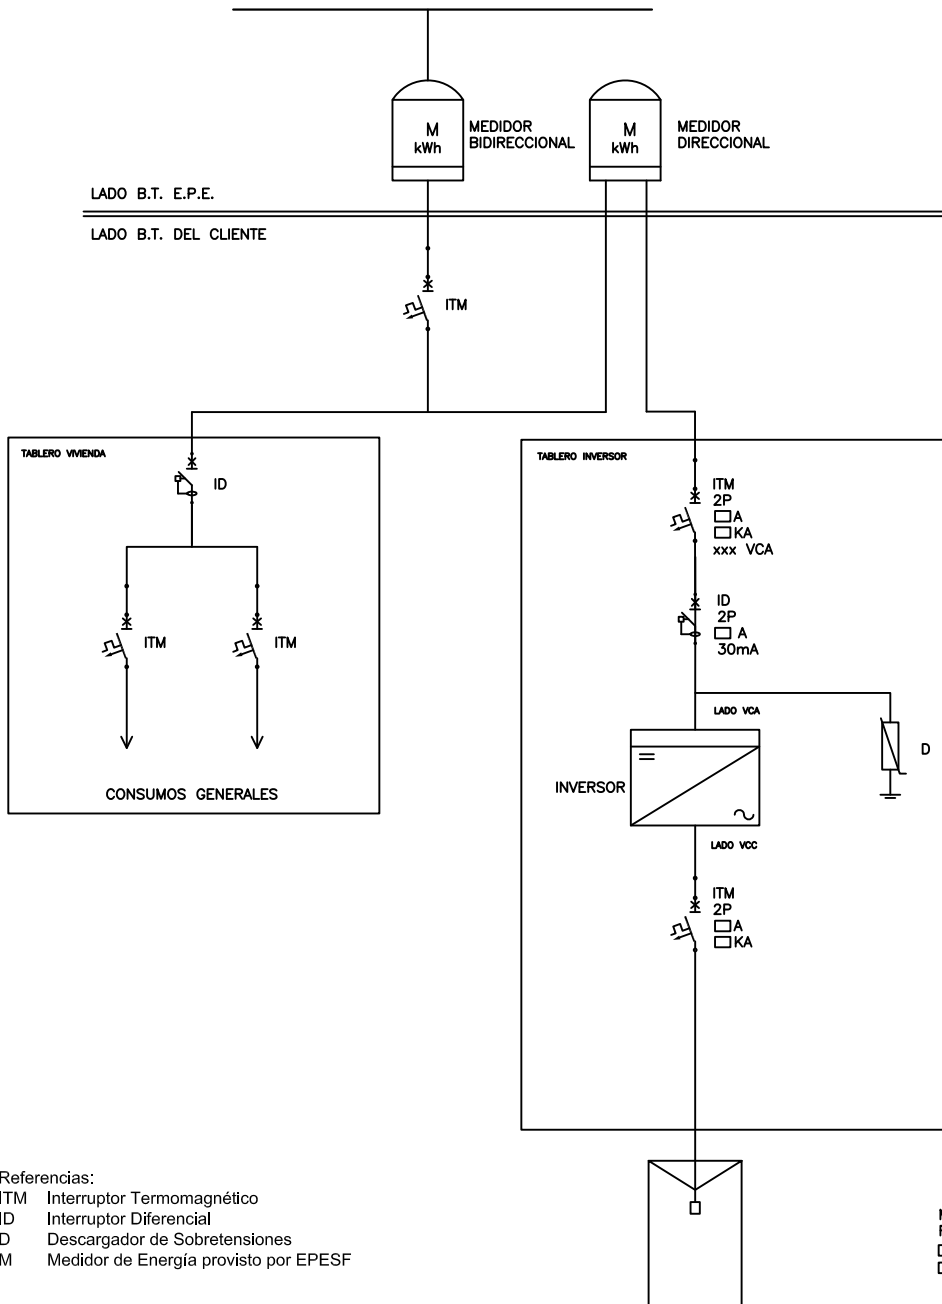 M
kWh
MEDIDOR
BIDIRECCIONAL
M
kWh
MEDIDOR
DIRECCIONAL
LADO B.T. E.P.E.
LADO B.T. DEL CLIENTE
ITM
TABLERO VIVIENDA
ID
ITM
ITM
CONSUMOS GENERALES
TABLERO INVERSOR
ITM
2P
A
KA
xxx VCA
ID
2P
A
30mA
LADO VCA
D
INVERSOR
LADO VCC
ITM
2P
A
KA
Referencias:
ITM Interruptor Termomagnético
ID Interruptor Diferencial
D Descargador de Sobretensiones
M Medidor de Energía provisto por EPESF